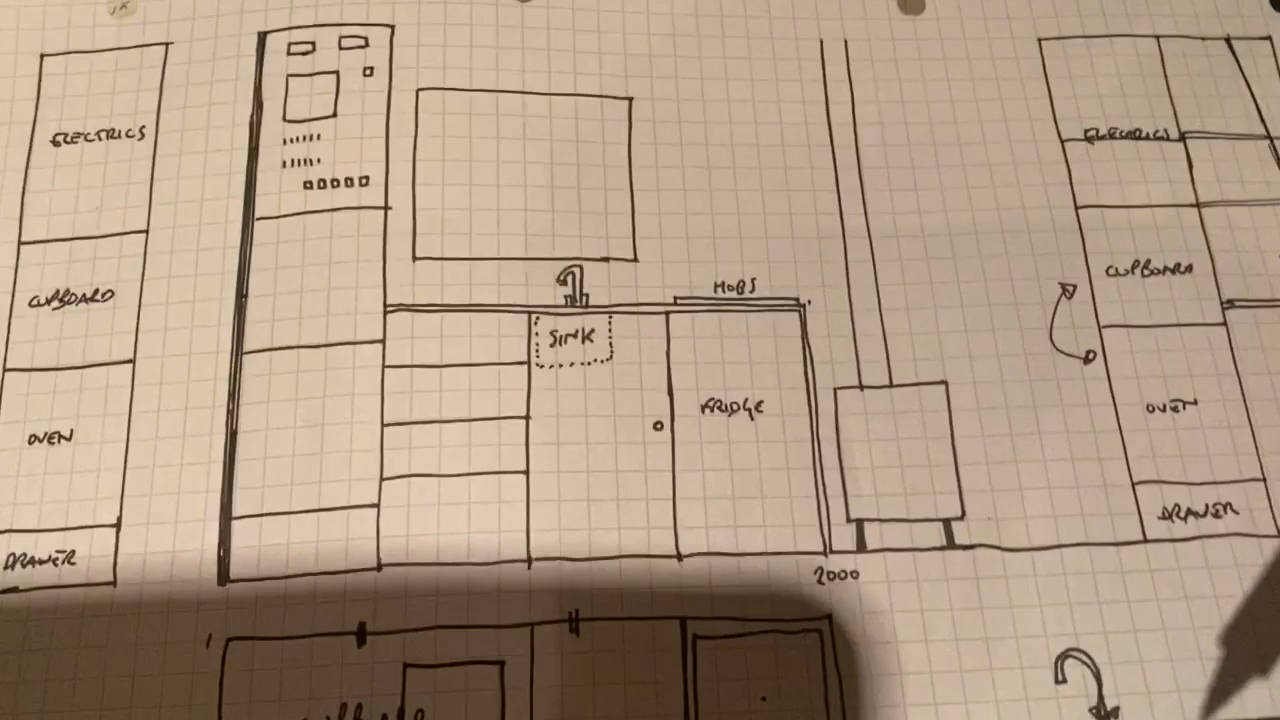 ELECTRICS
CUPBOARD
OVEN
DRAWER
HOBS
SINK
FRIDGE
2000
ELECTRICS
CUPBOARD
OVEN
DRAWER